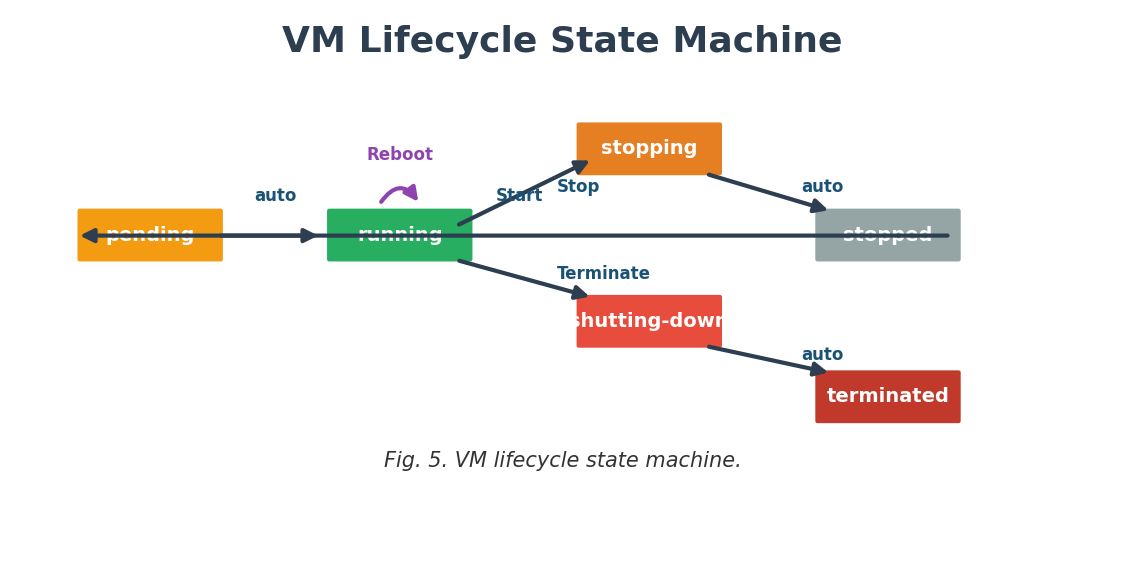 VM Lifecycle State Machine
stopping
Reboot
auto
Start
Stop
auto
pending
running
stopped
Terminate
shutting-down
auto
terminated
Fig. 5. VM lifecycle state machine.